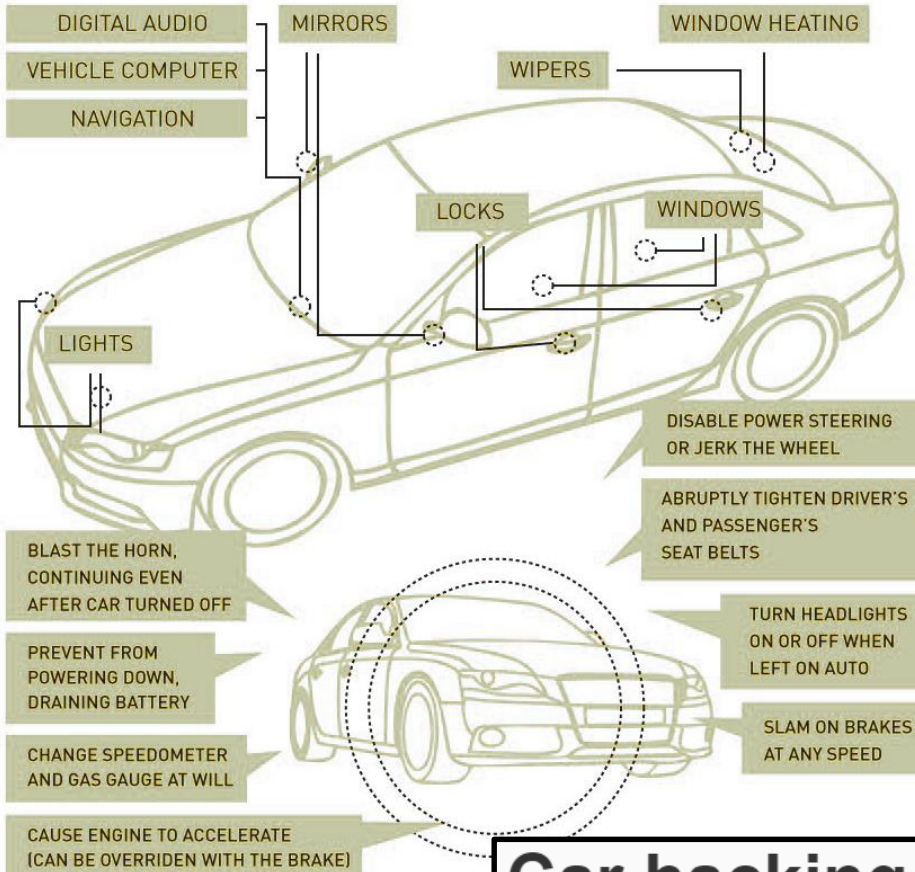 DIGITAL AUDIO
MIRRORS
WINDOW HEATING
VEHICLE COMPUTER
WIPERS
NAVIGATION
LOCKS
WINDOWS
LIGHTS
DISABLE POWER STEERING
OR JERK THE WHEEL
ABRUPTLY TIGHTEN DRIVER'S
AND PASSENGER'S
SEAT BELTS
BLAST THE HORN,
CONTINUING EVEN
AFTER CAR TURNED OFF
TURN HEADLIGHTS
ON OR OFF WHEN
LEFT ON AUTO
PREVENT FROM
POWERING DOWN,
DRAINING BATTERY
SLAM ON BRAKES
AT ANY SPEED
CHANGE SPEEDOMETER
AND GAS GAUGE AT WILL
CAUSE ENGINE TO ACCELERATE
(CAN BE OVERRIDEN WITH THE BRAKE)